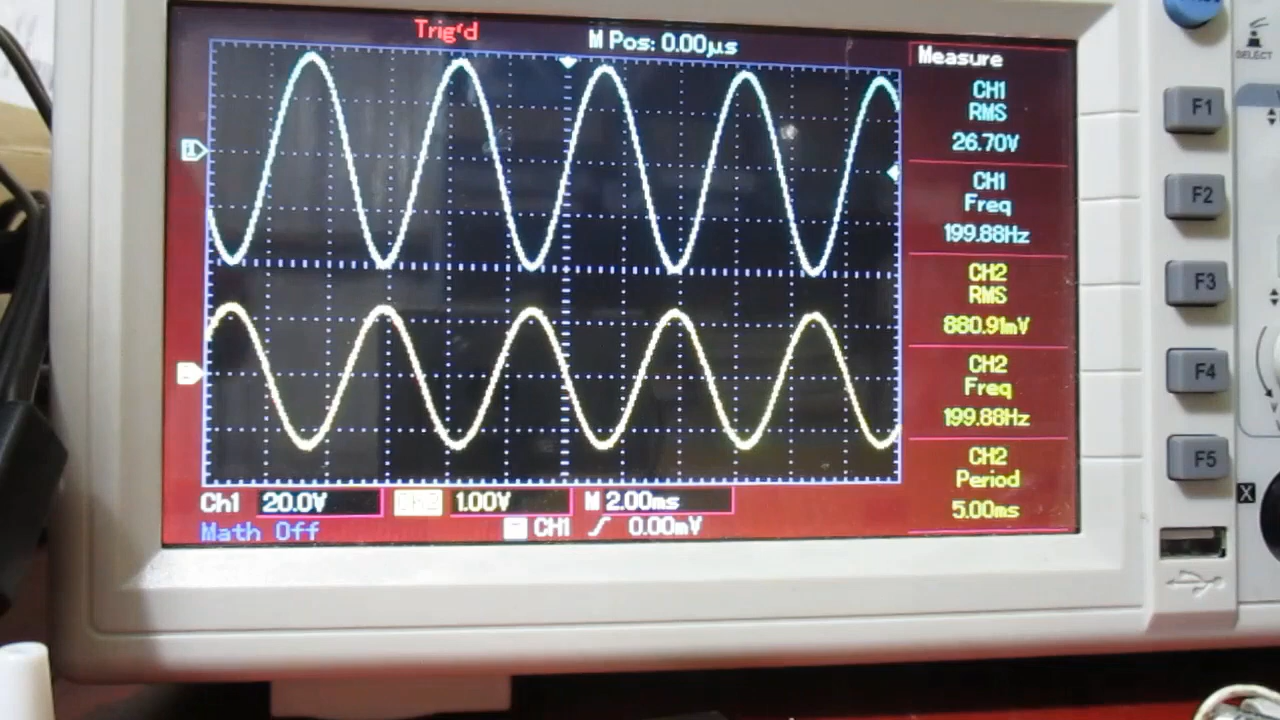 Trig'd
M Pos: 0.00µs
Measure
CH1
RMS
26.70V
CH1
Freq
199.88Hz
CH2
RMS
880.91mV
CH2
Freq
199.88Hz
CH2
Period
5.00ms
1
Ch1 20.0V 1.00V M 2.00ms
Math Off CH1 0.00mV
SELECT
F1
F2
F3
F4
F5
X